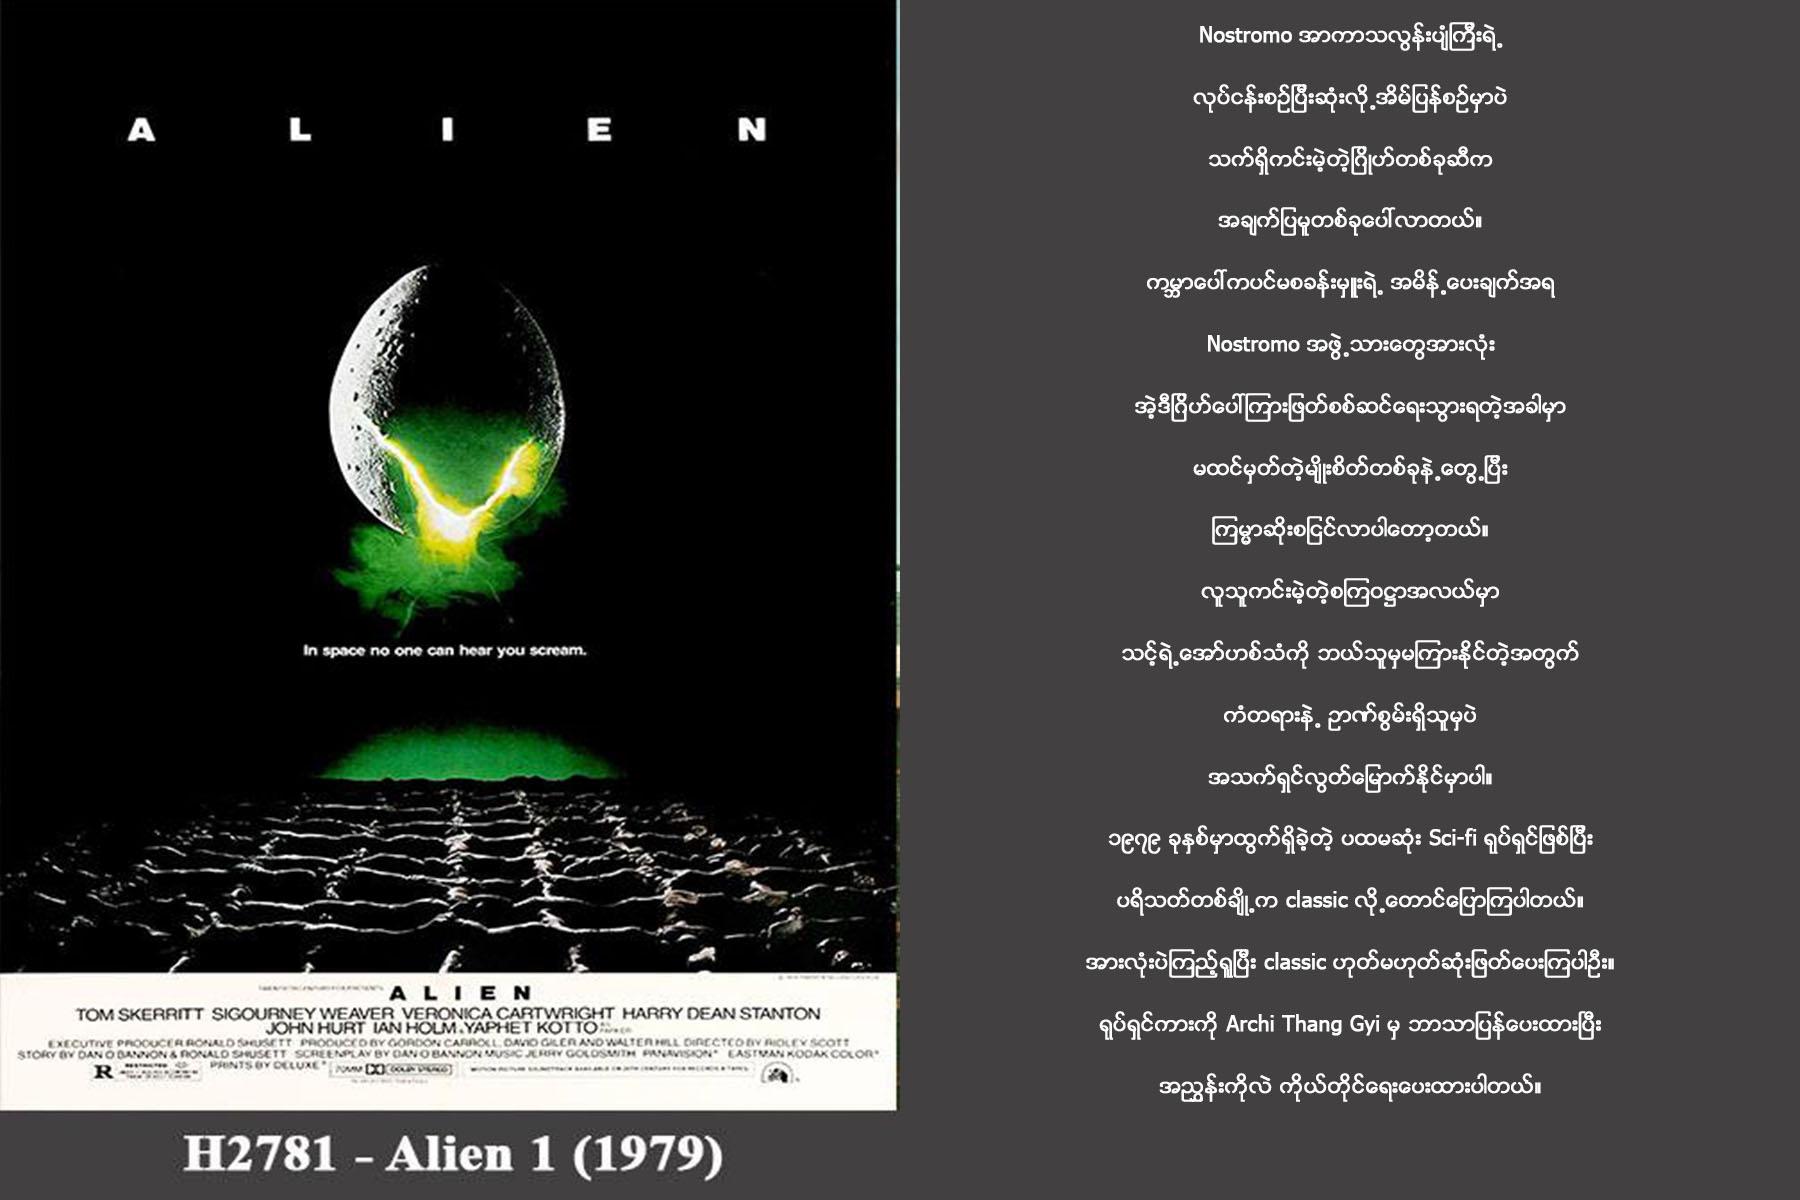 A L I E N
In space no one can hear you scream.
A L I E N
TOM SKERRITT SIGOURNEY WEAVER VERONICA CARTWRIGHT HARRY DEAN STANTON
JOHN HURT IAN HOLM & YAPHET KOTTO AS PARKER
EXECUTIVE PRODUCER RONALD SHUSETT PRODUCED BY GORDON CARROLL, DAVID GILER AND WALTER HILL DIRECTED BY RIDLEY SCOTT
STORY BY DAN O'BANNON & RONALD SHUSETT SCREENPLAY BY DAN O'BANNON MUSIC JERRY GOLDSMITH PANAVISION® EASTMAN KODAK COLOR®
PRINTS BY DELUXE®
R RESTRICTED
70MM DOLBY STEREO
H2781 - Alien 1 (1979)
Nostromo အာကာသလွန်းပျံကြီးရဲ့
လုပ်ငန်းစဉ်ပြီးဆုံးလို့အိမ်ပြန်စဉ်မှာပဲ
သက်ရှိကင်းမဲ့တဲ့ဂြိုဟ်တစ်ခုဆီက
အချက်ပြမူတစ်ခုပေါ်လာတယ်။
ကမ္ဘာပေါ်ကပင်မစခန်းမှူးရဲ့ အမိန့်ပေးချက်အရ
Nostromo အဖွဲ့သားတွေအားလုံး
အဲ့ဒီဂြိဟ်ပေါ်ကြားဖြတ်စစ်ဆင်ရေးသွားရတဲ့အခါမှာ
မထင်မှတ်တဲ့မျိုးစိတ်တစ်ခုနဲ့တွေ့ပြီး
ကြမ္မာဆိုးစငြင်လာပါတော့တယ်။
လူသူကင်းမဲ့တဲ့စကြဝဠာအလယ်မှာ
သင့်ရဲ့အော်ဟစ်သံကို ဘယ်သူမှမကြားနိုင်တဲ့အတွက်
ကံတရားနဲ့ ဉာဏ်စွမ်းရှိသူမှပဲ
အသက်ရှင်လွတ်မြောက်နိုင်မှာပါ။
၁၉၇၉ ခုနှစ်မှာထွက်ရှိခဲ့တဲ့ ပထမဆုံး Sci-fi ရုပ်ရှင်ဖြစ်ပြီး
ပရိသတ်တစ်ချို့က classic လို့တောင်ပြောကြပါတယ်။
အားလုံးပဲကြည့်ရှုပြီး classic ဟုတ်မဟုတ်ဆုံးဖြတ်ပေးကြပါဦး။
ရုပ်ရှင်ကားကို Archi Thang Gyi မှ ဘာသာပြန်ပေးထားပြီး
အညွှန်းကိုလဲ ကိုယ်တိုင်ရေးပေးထားပါတယ်။